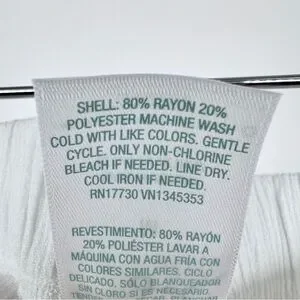 SHELL: 80% RAYON 20%
POLYESTER MACHINE WASH
COLD WITH LIKE COLORS. GENTLE
CYCLE. ONLY NON-CHLORINE
BLEACH IF NEEDED. LINE DRY.
COOL IRON IF NEEDED.
RN17730 VN1345353
REVESTIMIENTO: 80% RAYÓN
20% POLIÉSTER LAVAR A
MÁQUINA CON AGUA FRÍA CON
COLORES SIMILARES. CICLO
DELICADO. SÓLO BLANQUEADOR
SIN CLORO SI ES NECESARIO.